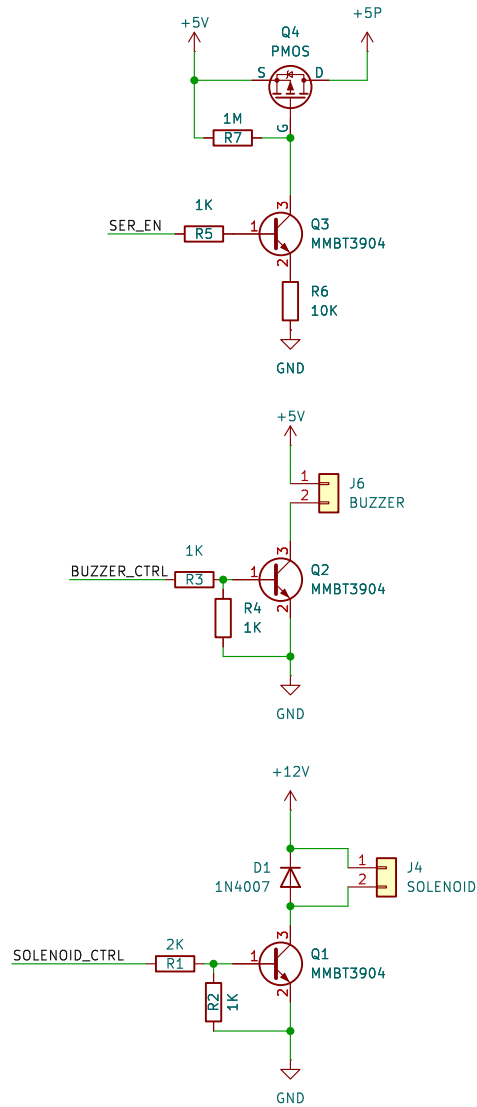 +5V
+5P
Q4
PMOS
S
D
G
1M
R7
1K
SER_EN
R5
1
3
2
Q3
MMBT3904
R6
10K
GND
+5V
1
2
J6
BUZZER
1K
BUZZER_CTRL
R3
1
3
2
Q2
MMBT3904
R4
1K
GND
+12V
D1
1N4007
1
2
J4
SOLENOID
2K
SOLENOID_CTRL
R1
1
3
2
Q1
MMBT3904
R2
1K
GND